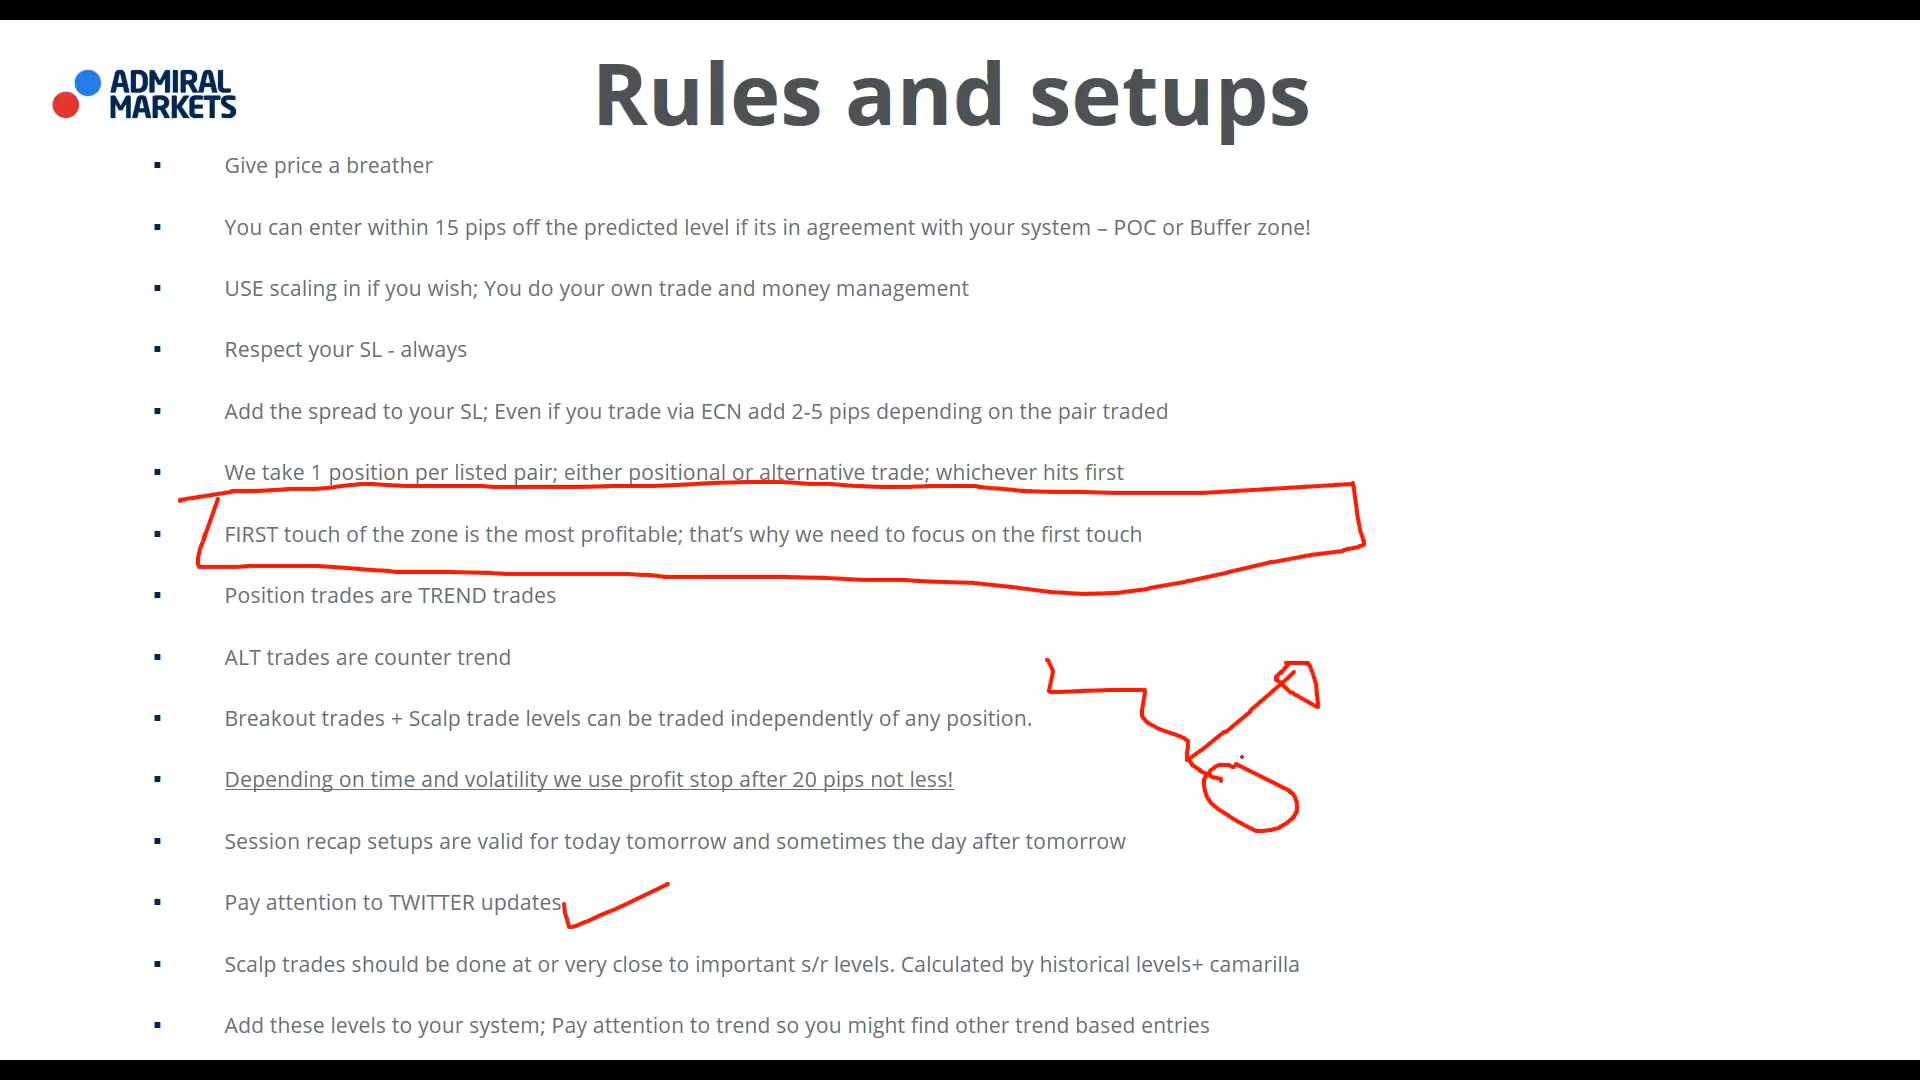 ADMIRAL
MARKETS
Rules and setups
Give price a breather
You can enter within 15 pips off the predicted level if its in agreement with your system – POC or Buffer zone!
USE scaling in if you wish; You do your own trade and money management
Respect your SL - always
Add the spread to your SL; Even if you trade via ECN add 2-5 pips depending on the pair traded
We take 1 position per listed pair; either positional or alternative trade; whichever hits first
FIRST touch of the zone is the most profitable; that’s why we need to focus on the first touch
Position trades are TREND trades
ALT trades are counter trend
Breakout trades + Scalp trade levels can be traded independently of any position.
Depending on time and volatility we use profit stop after 20 pips not less!
Session recap setups are valid for today tomorrow and sometimes the day after tomorrow
Pay attention to TWITTER updates
Scalp trades should be done at or very close to important s/r levels. Calculated by historical levels+ camarilla
Add these levels to your system; Pay attention to trend so you might find other trend based entries